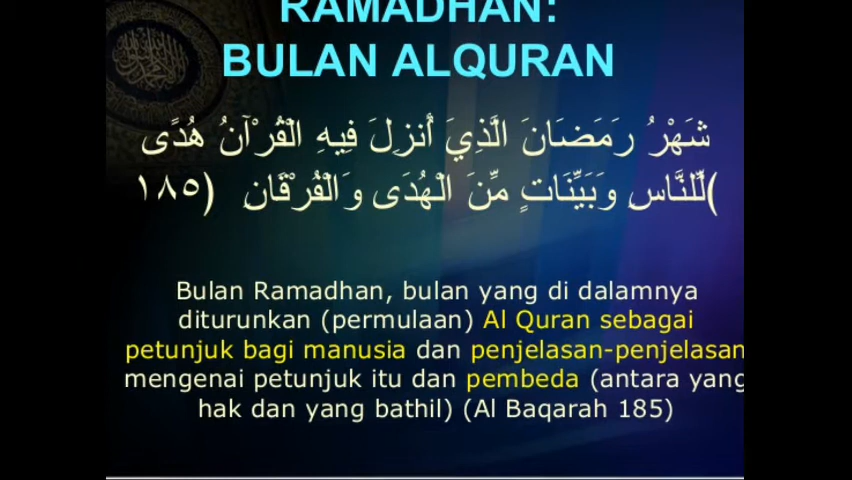 RAMADHAN:
BULAN ALQURAN
شَهْرُ رَمَضَانَ الَّذِيَ أُنزِلَ فِيهِ الْقُرْآنُ هُدًى
لِّلنَّاسِ وَبَيِّنَاتٍ مِّنَ الْهُدَى وَالْفُرْقَانِ (١٨٥)
Bulan Ramadhan, bulan yang di dalamnya
diturunkan (permulaan) Al Quran sebagai
petunjuk bagi manusia dan penjelasan-penjelasan
mengenai petunjuk itu dan pembeda (antara yang
hak dan yang bathil) (Al Baqarah 185)